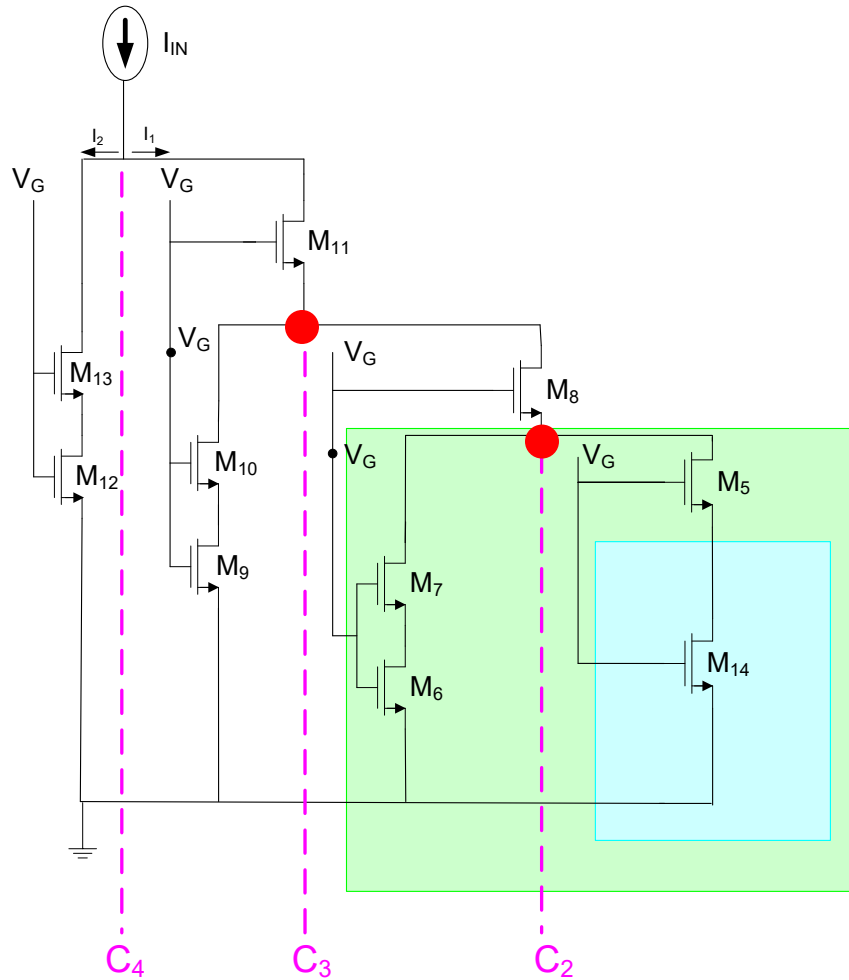 I_IN
I_2 I_1
V_G V_G
M_11
V_G V_G
M_13 M_8
V_G V_G
M_10 M_12 M_5
M_9 M_7
M_14
M_6
C_4 C_3 C_2